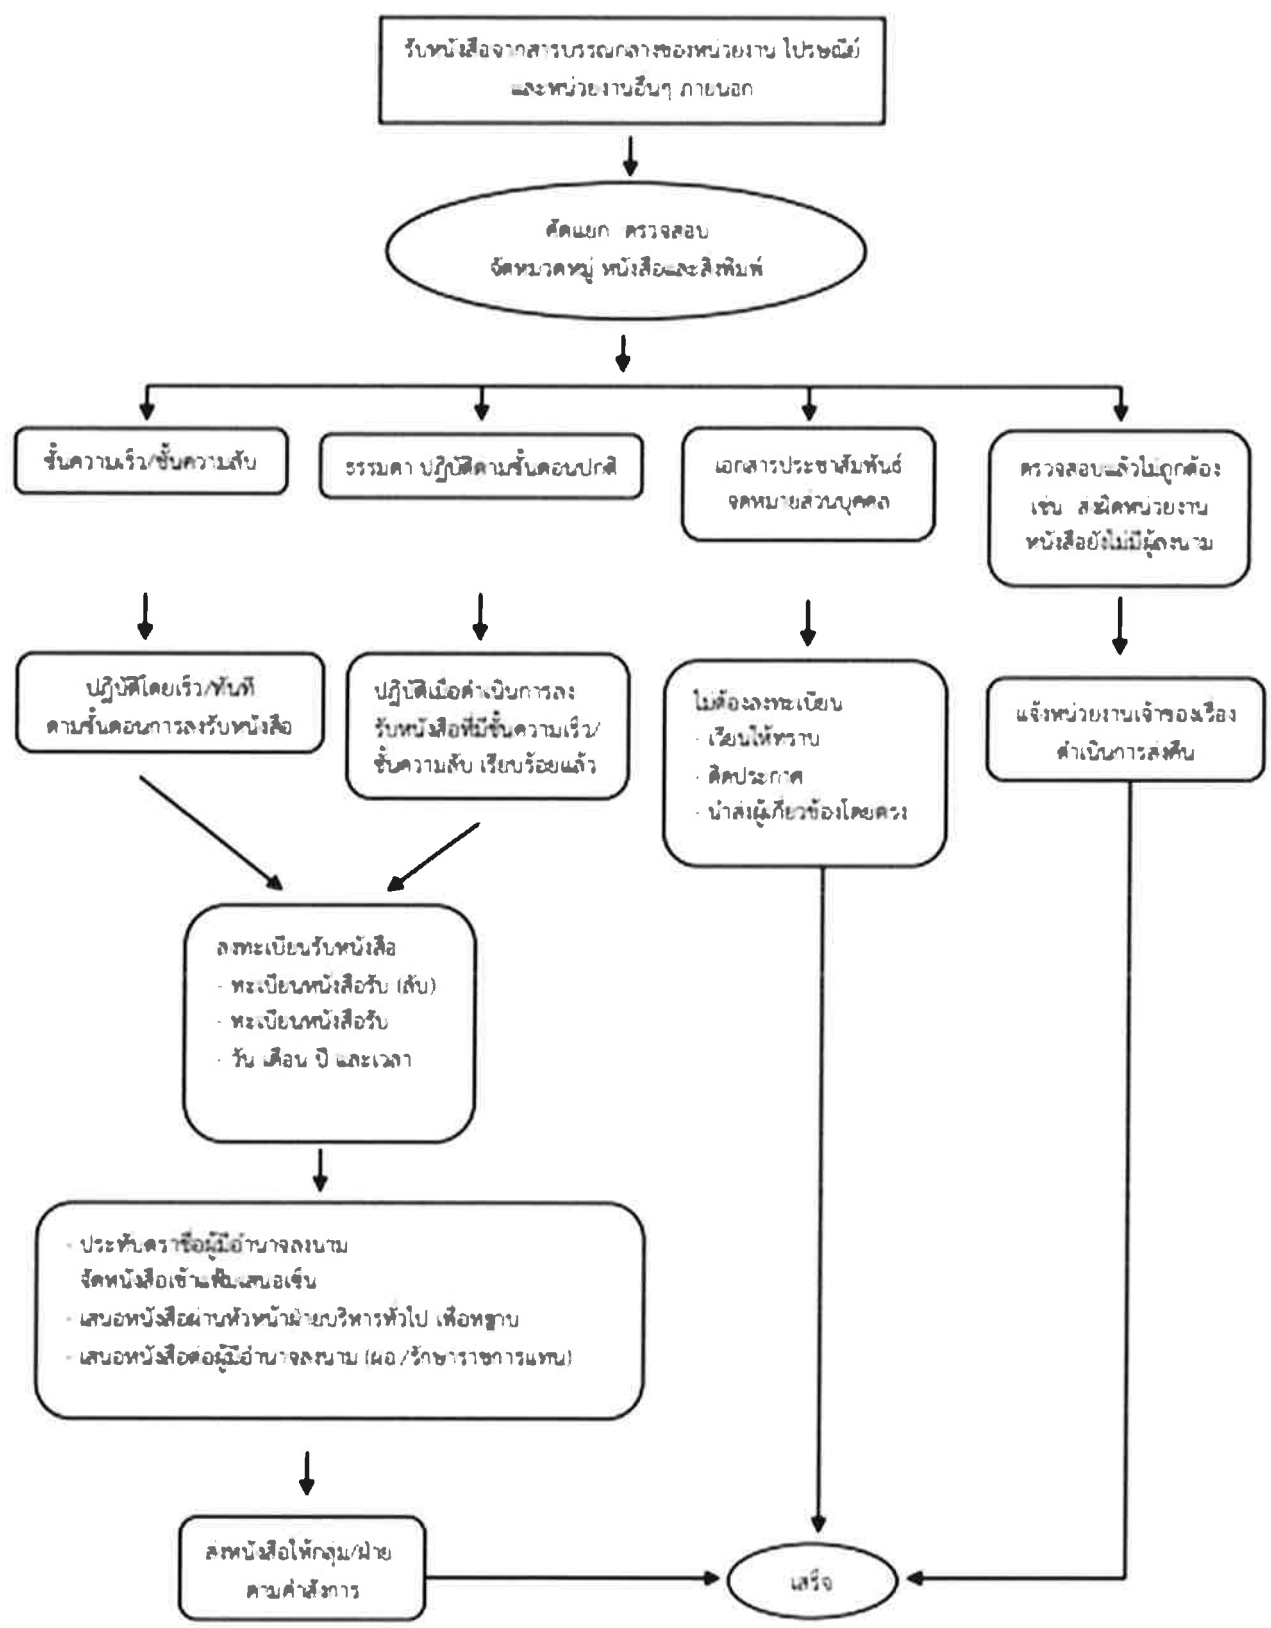 รับหนังสือจากสารบรรณกลางของหน่วยงาน ไปรษณีย์
และหน่วยงานอื่นๆ ภายนอก
คัดแยก ตรวจสอบ
จัดหมวดหมู่ หนังสือและสิ่งพิมพ์
ชั้นความเร็ว/ชั้นความลับ
ธรรมดา ปฏิบัติตามขั้นตอนปกติ
เอกสารประชาสัมพันธ์
จดหมายส่วนบุคคล
ตรวจสอบแล้วไม่ถูกต้อง
เช่น ส่งผิดหน่วยงาน
หนังสือยังไม่มีผู้ลงนาม
ปฏิบัติโดยเร็ว/ทันที
ตามขั้นตอนการลงรับหนังสือ
ปฏิบัติเมื่อดำเนินการลง
รับหนังสือที่มีชั้นความเร็ว/
ชั้นความลับ เรียบร้อยแล้ว
ไม่ต้องลงทะเบียน
- เรียนให้ทราบ
- ติดประกาศ
- นำส่งผู้เกี่ยวข้องโดยตรง
แจ้งหน่วยงานเจ้าของเรื่อง
ดำเนินการส่งคืน
ลงทะเบียนรับหนังสือ
- ทะเบียนหนังสือรับ (ลับ)
- ทะเบียนหนังสือรับ
- วัน เดือน ปี และเวลา
- ประทับตราชื่อผู้มีอำนาจลงนาม
จัดหนังสือเข้าแฟ้มเสนอเซ็น
- เสนอหนังสือผ่านหัวหน้าฝ่ายบริหารทั่วไป เพื่อทราบ
- เสนอหนังสือต่อผู้มีอำนาจลงนาม (ผอ./รักษาราชการแทน)
ส่งหนังสือให้กลุ่ม/ฝ่าย
ตามคำสั่งการ
เสร็จ